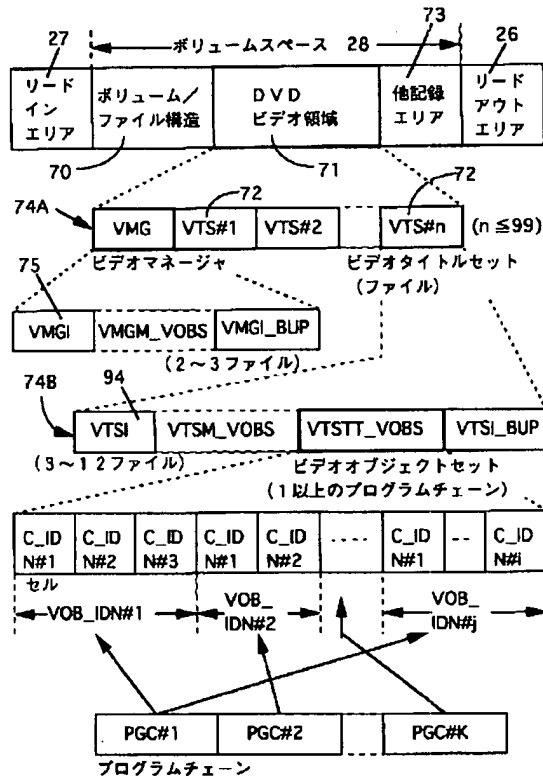 27
ボリュームスペース 28
73
26
リード
イン
エリア
ボリューム/
ファイル構造
DVD
ビデオ領域
他記録
エリア
リード
アウト
エリア
70
71
72
72
74A
VMG
VTS#1
VTS#2
VTS#n
(n≦99)
ビデオマネージャ
ビデオタイトルセット
(ファイル)
75
VMGI
VMGM_VOBS
VMGI_BUP
(2~3ファイル)
74B
94
VTSI
VTSM_VOBS
VTSTT_VOBS
VTSI_BUP
(3~12ファイル)
ビデオオブジェクトセット
(1以上のプログラムチェーン)
C_ID
N#1
C_ID
N#2
C_ID
N#3
C_ID
N#1
C_ID
N#2
C_ID
N#1
C_ID
N#i
セル
VOB_IDN#1
VOB_
IDN#2
VOB_
IDN#j
PGC#1
PGC#2
PGC#K
プログラムチェーン